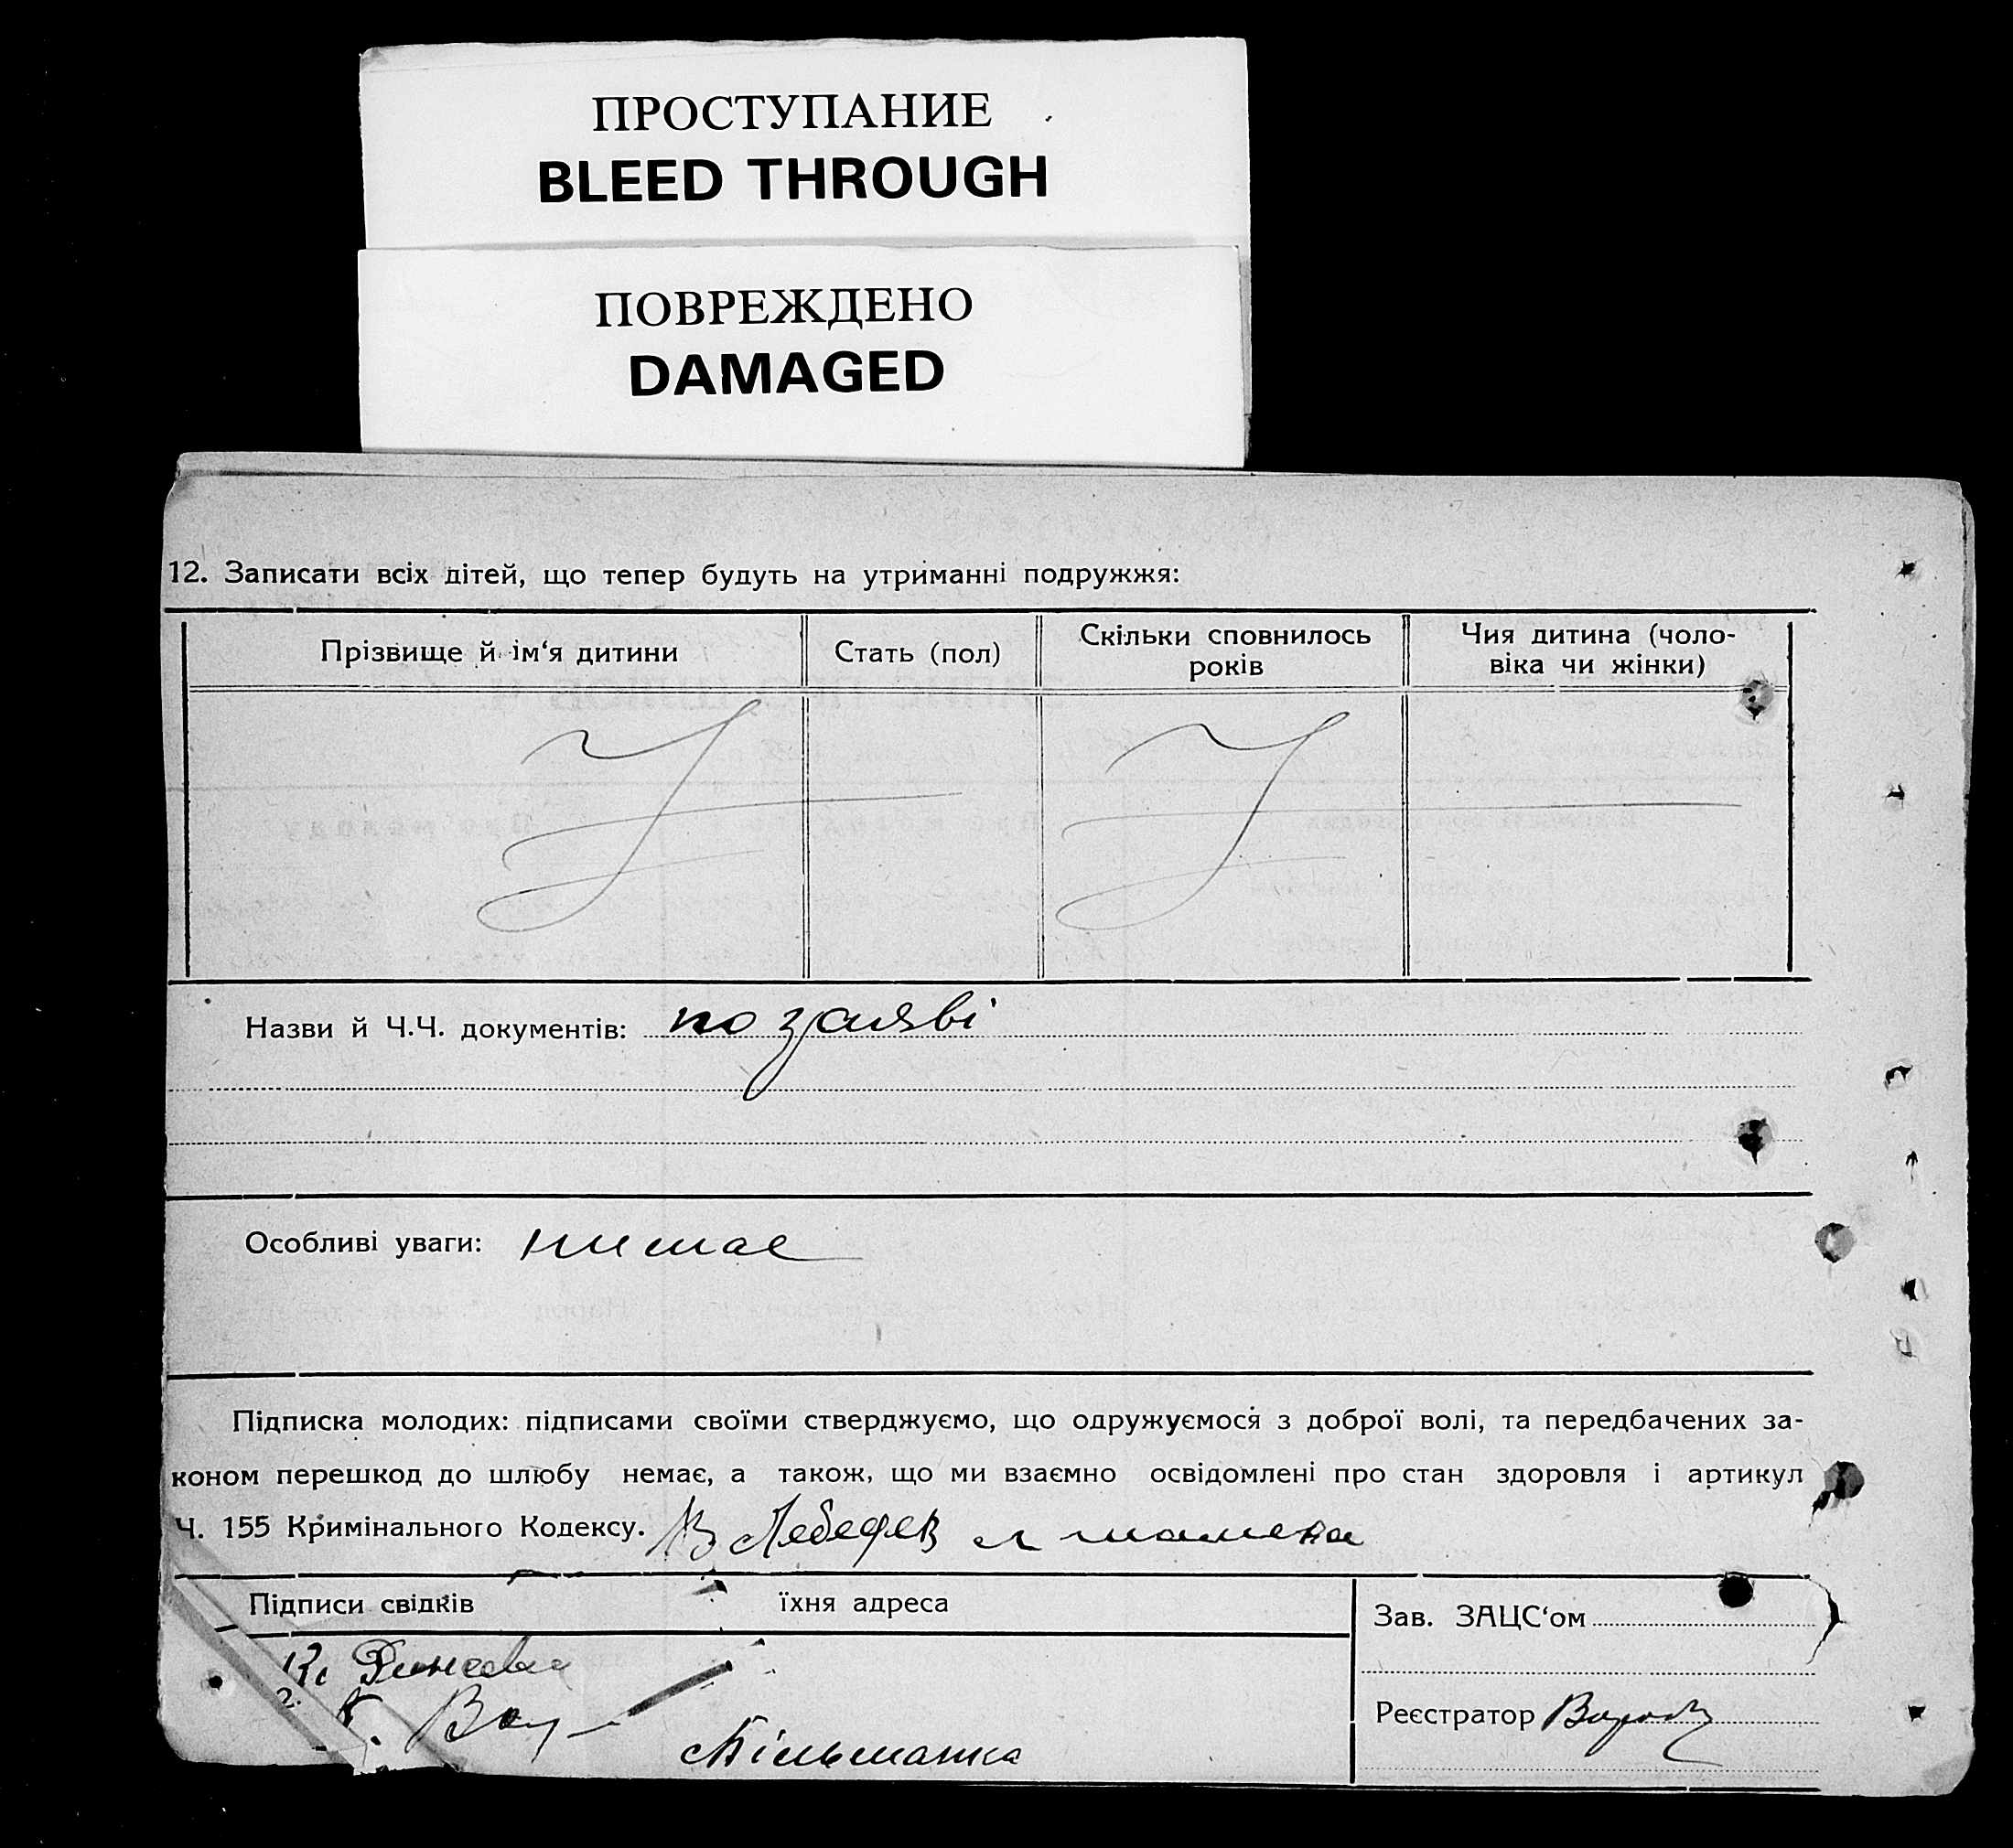 ПРОСТУПАНИЕ
BLEED THROUGH
ПОВРЕЖДЕНО
DAMAGED
12. Записати всіх дітей, що тепер будуть на утриманні подружжя:
Прізвище й ім‘я дитини
Стать (пол)
Скільки сповнилось
років
Чия дитина (чоло-
віка чи жінки)
Назви й Ч.Ч. документів: по заяві
Особливі уваги: немає
Підписка молодих: підписами своїми стверджуємо, що одружуємося з доброї волі, та передбачених за-
коном перешкод до шлюбу немає, а також, що ми взаємно освідомлені про стан здоровля і артикул
Ч. 155 Кримінального Кодексу. Лебедев
Підписи свідків
їхня адреса
2.
Зав. ЗАЦС‘ом
Реєстратор